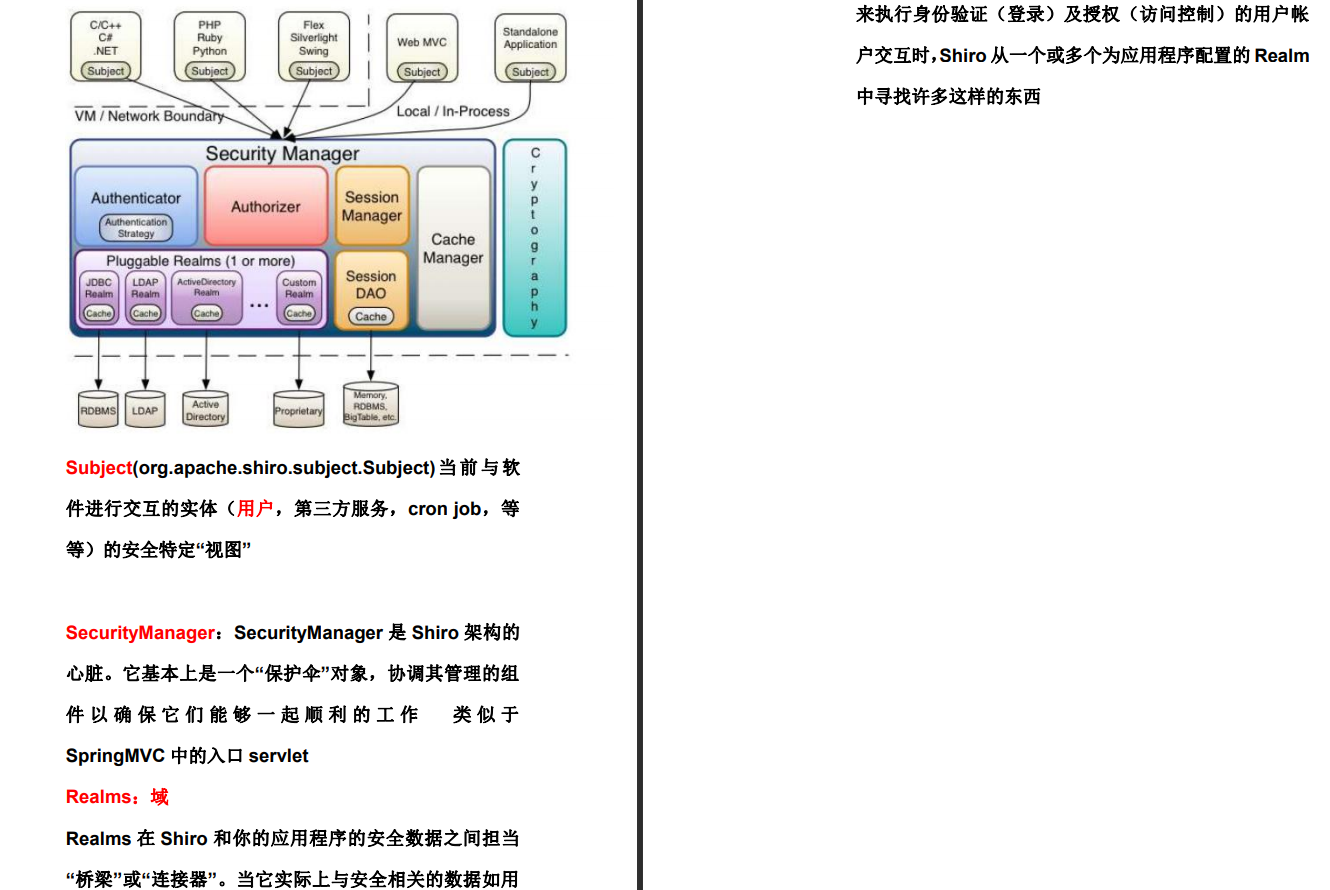 C/C++
C#
.NET
Subject
PHP
Ruby
Python
Subject
Flex
Silverlight
Swing
Subject
Web MVC
Subject
Standalone
Application
Subject
VM / Network Boundary
Local / In-Process
Security Manager
Authenticator
Authentication
Strategy
Authorizer
Session
Manager
Cache
Manager
Cryptography
Pluggable Realms (1 or more)
JDBC
Realm
Cache
LDAP
Realm
Cache
ActiveDirectory
Realm
Cache
...
Custom
Realm
Cache
Session
DAO
Cache
RDBMS
LDAP
Active
Directory
Proprietary
Memory,
RDBMS,
BigTable, etc.
Subject(org.apache.shiro.subject.Subject)当前与软
件进行交互的实体（用户，第三方服务，cron job，等
等）的安全特定“视图”
SecurityManager：SecurityManager 是 Shiro 架构的
心脏。它基本上是一个“保护伞”对象，协调其管理的组
件以确保它们能够一起顺利的工作 类似于
SpringMVC 中的入口 servlet
Realms：域
Realms 在 Shiro 和你的应用程序的安全数据之间担当
“桥梁”或“连接器”。当它实际上与安全相关的数据如用
来执行身份验证（登录）及授权（访问控制）的用户帐
户交互时，Shiro 从一个或多个为应用程序配置的 Realm
中寻找许多这样的东西